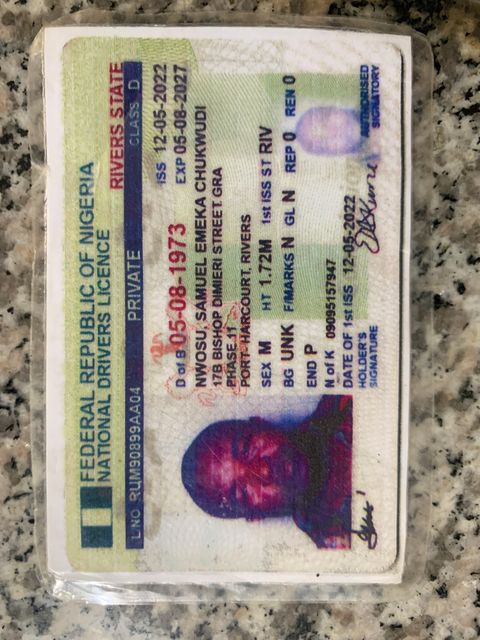 FEDERAL REPUBLIC OF NIGERIA
NATIONAL DRIVERS LICENCE
RIVERS STATE
L/NO RUM90899AA04 PRIVATE CLASS D
ISS 12-05-2022
D of B 05-08-1973 EXP 05-08-2027
NWOSU, SAMUEL EMEKA CHUKWUDI
17B BISHOP DIMIERI STREET GRA
PHASE 11
PORT- HARCOURT, RIVERS
SEX M HT 1.72M 1st ISS ST RIV
BG UNK F/MARKS N GL N REP 0 REN 0
END P
N of K 09095157947
DATE OF 1st ISS 12-05-2022
HOLDER'S
SIGNATURE
AUTHORISED
SIGNATORY